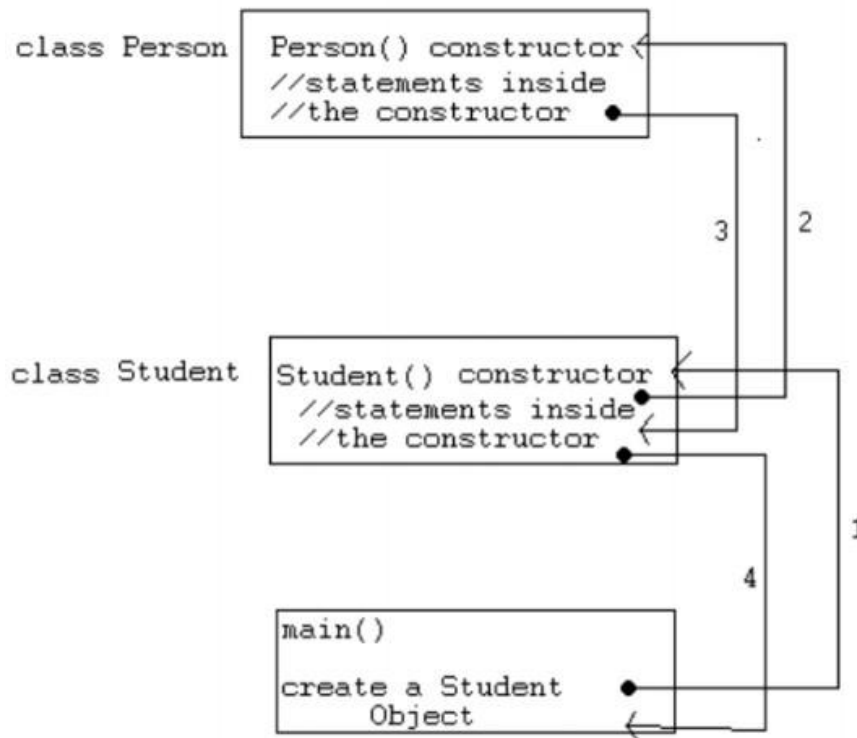 class Person
Person() constructor
//statements inside
//the constructor
2
3
class Student
Student() constructor
//statements inside
//the constructor
1
4
main()
create a Student
Object